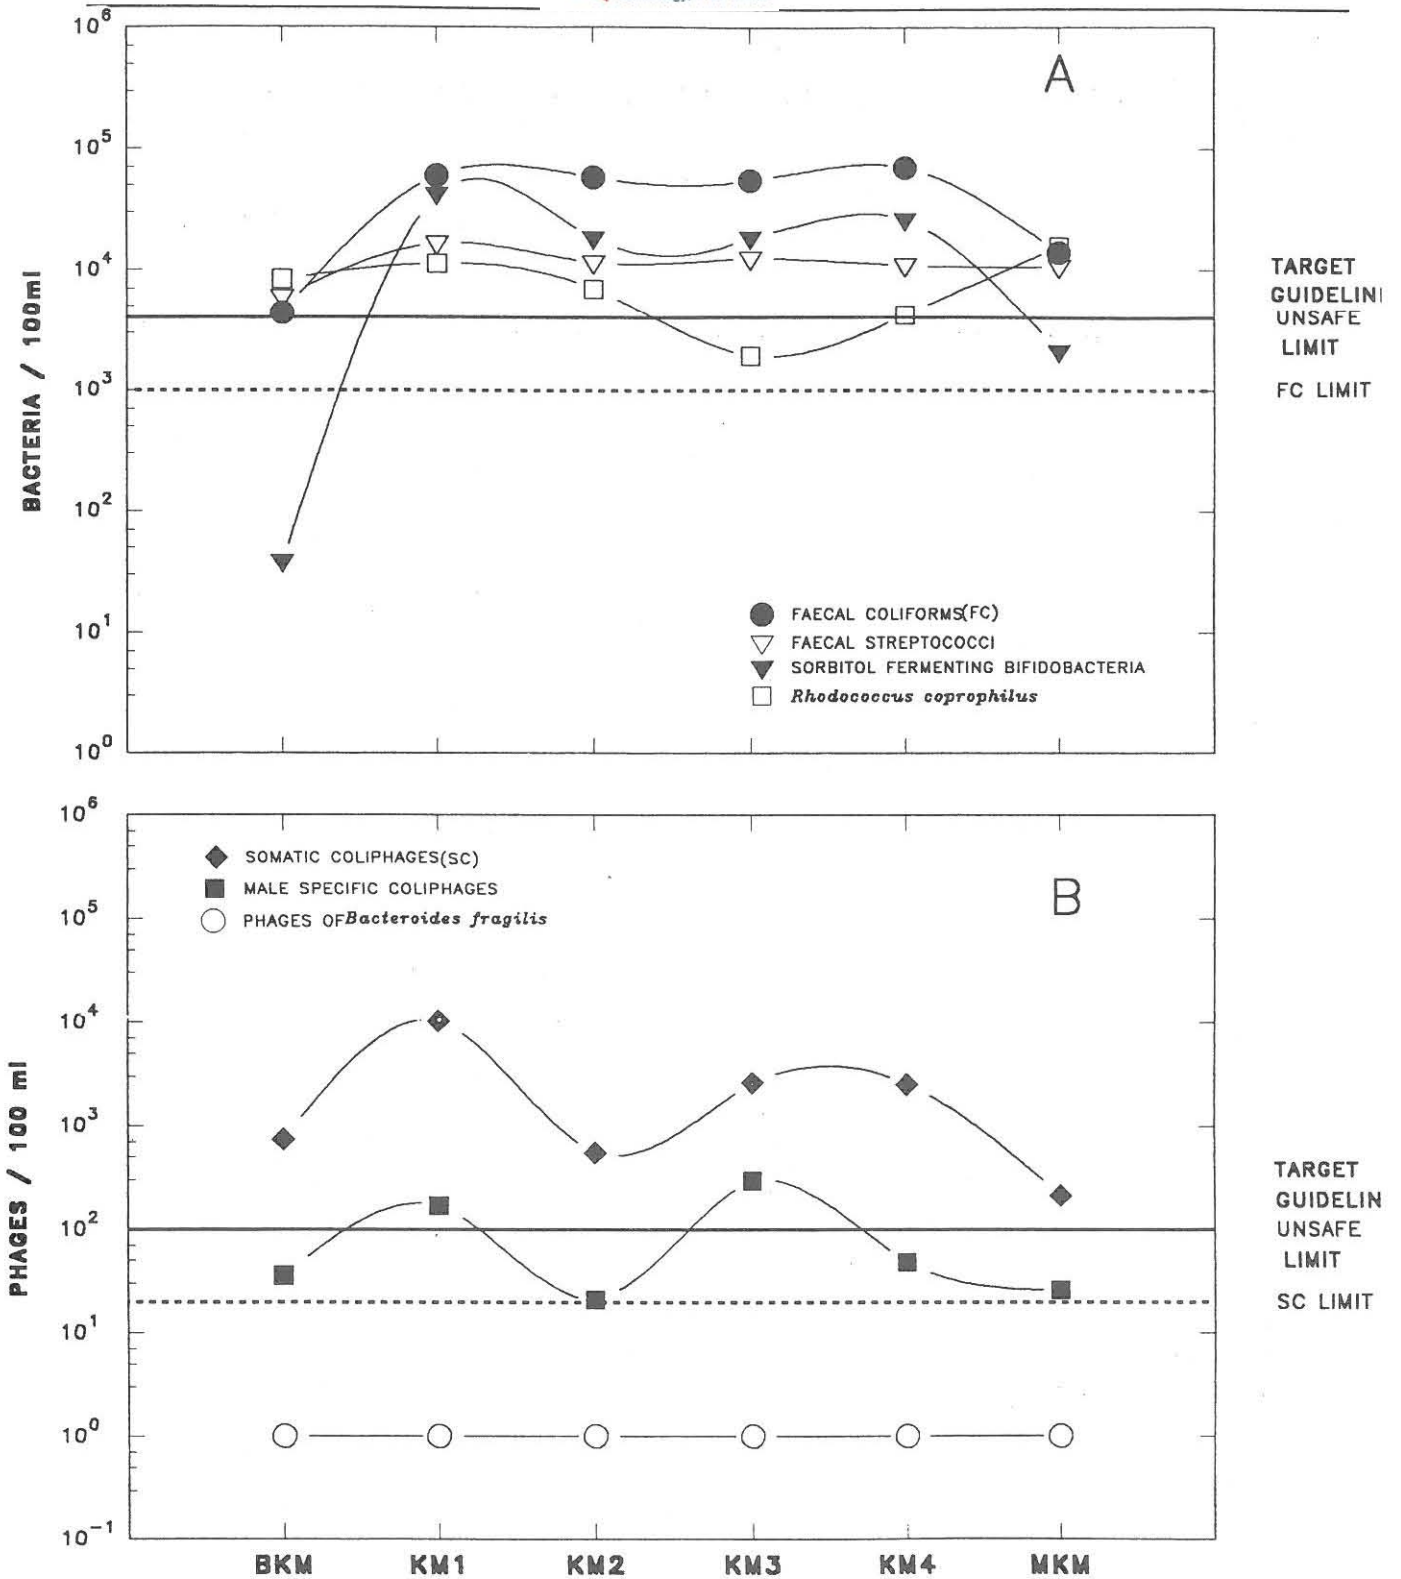 10^6
A
10^5
10^4
10^3
10^2
10^1
10^0
BACTERIA / 100ml
TARGET
GUIDELIN
UNSAFE
LIMIT
FC LIMIT
FAECAL COLIFORMS(FC)
FAECAL STREPTOCOCCI
SORBITOL FERMENTING BIFIDOBACTERIA
Rhodococcus coprophilus
10^6
SOMATIC COLIPHAGES(SC)
MALE SPECIFIC COLIPHAGES
PHAGES OF Bacteroides fragilis
B
10^5
10^4
10^3
10^2
10^1
10^0
10^-1
PHAGES / 100 ml
TARGET
GUIDELIN
UNSAFE
LIMIT
SC LIMIT
BKM KM1 KM2 KM3 KM4 MKM